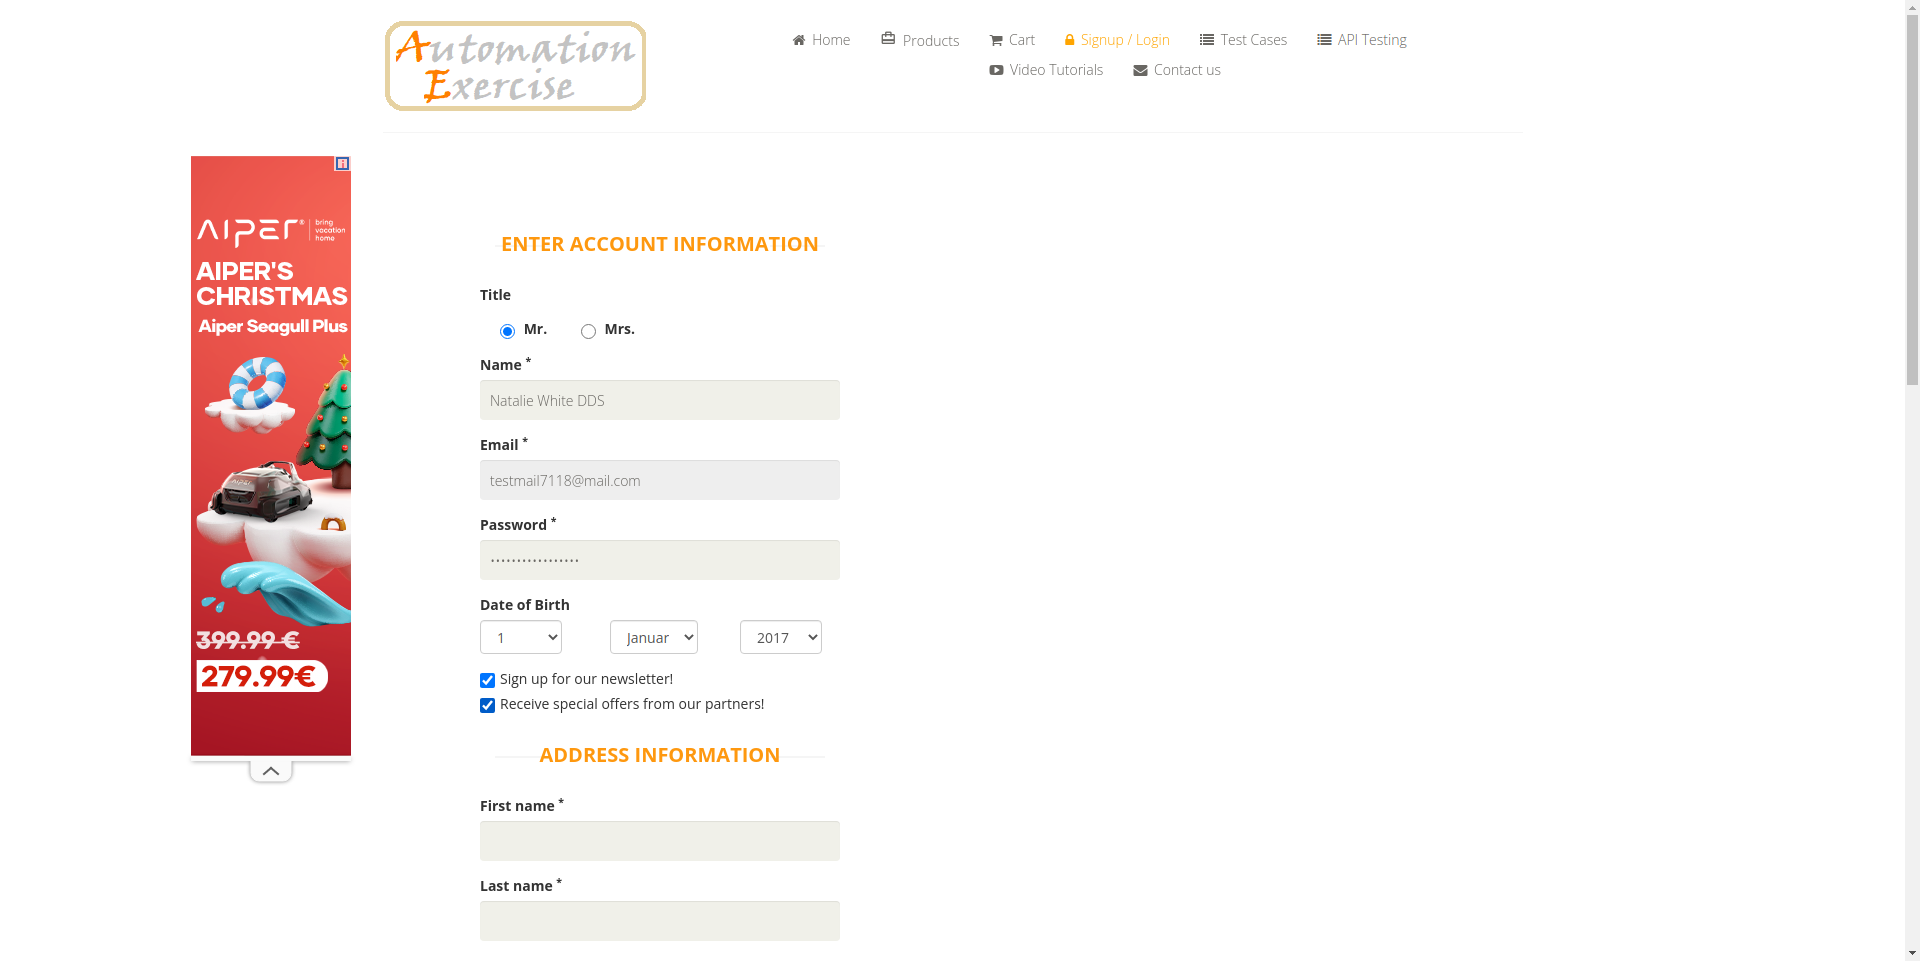 Automation
Exercise
Home
Products
Cart
Signup / Login
Test Cases
API Testing
Video Tutorials
Contact us
AIPER® bring vacation home
AIPER'S
CHRISTMAS
Aiper Seagull Plus
AIPER
399.99 €
279.99€
ENTER ACCOUNT INFORMATION
Title
Mr. Mrs.
Name *
Natalie White DDS
Email *
testmail7118@mail.com
Password *
•••••••••••••••••
Date of Birth
1 Januar 2017
Sign up for our newsletter!
Receive special offers from our partners!
ADDRESS INFORMATION
First name *
Last name *